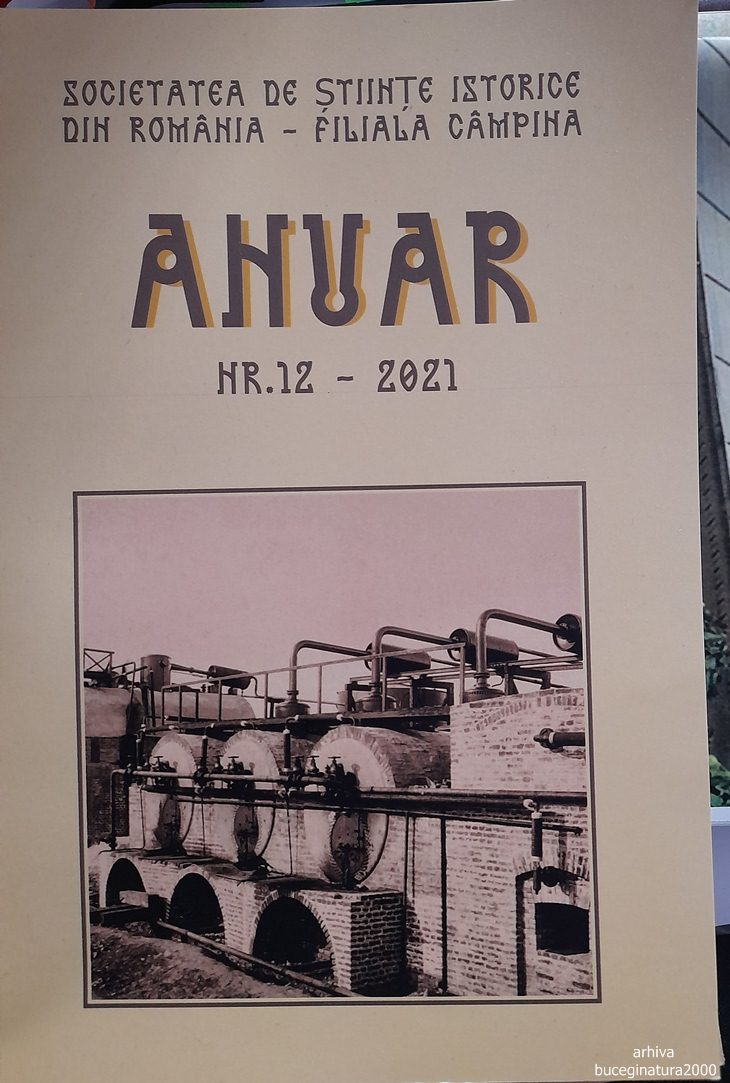 SOCIETATEA DE ȘTIINȚE ISTORICE
DIN ROMÂNIA – FILIALA CÂMPINA
ANUAR
NR.12 – 2021
arhiva
buceginatura2000